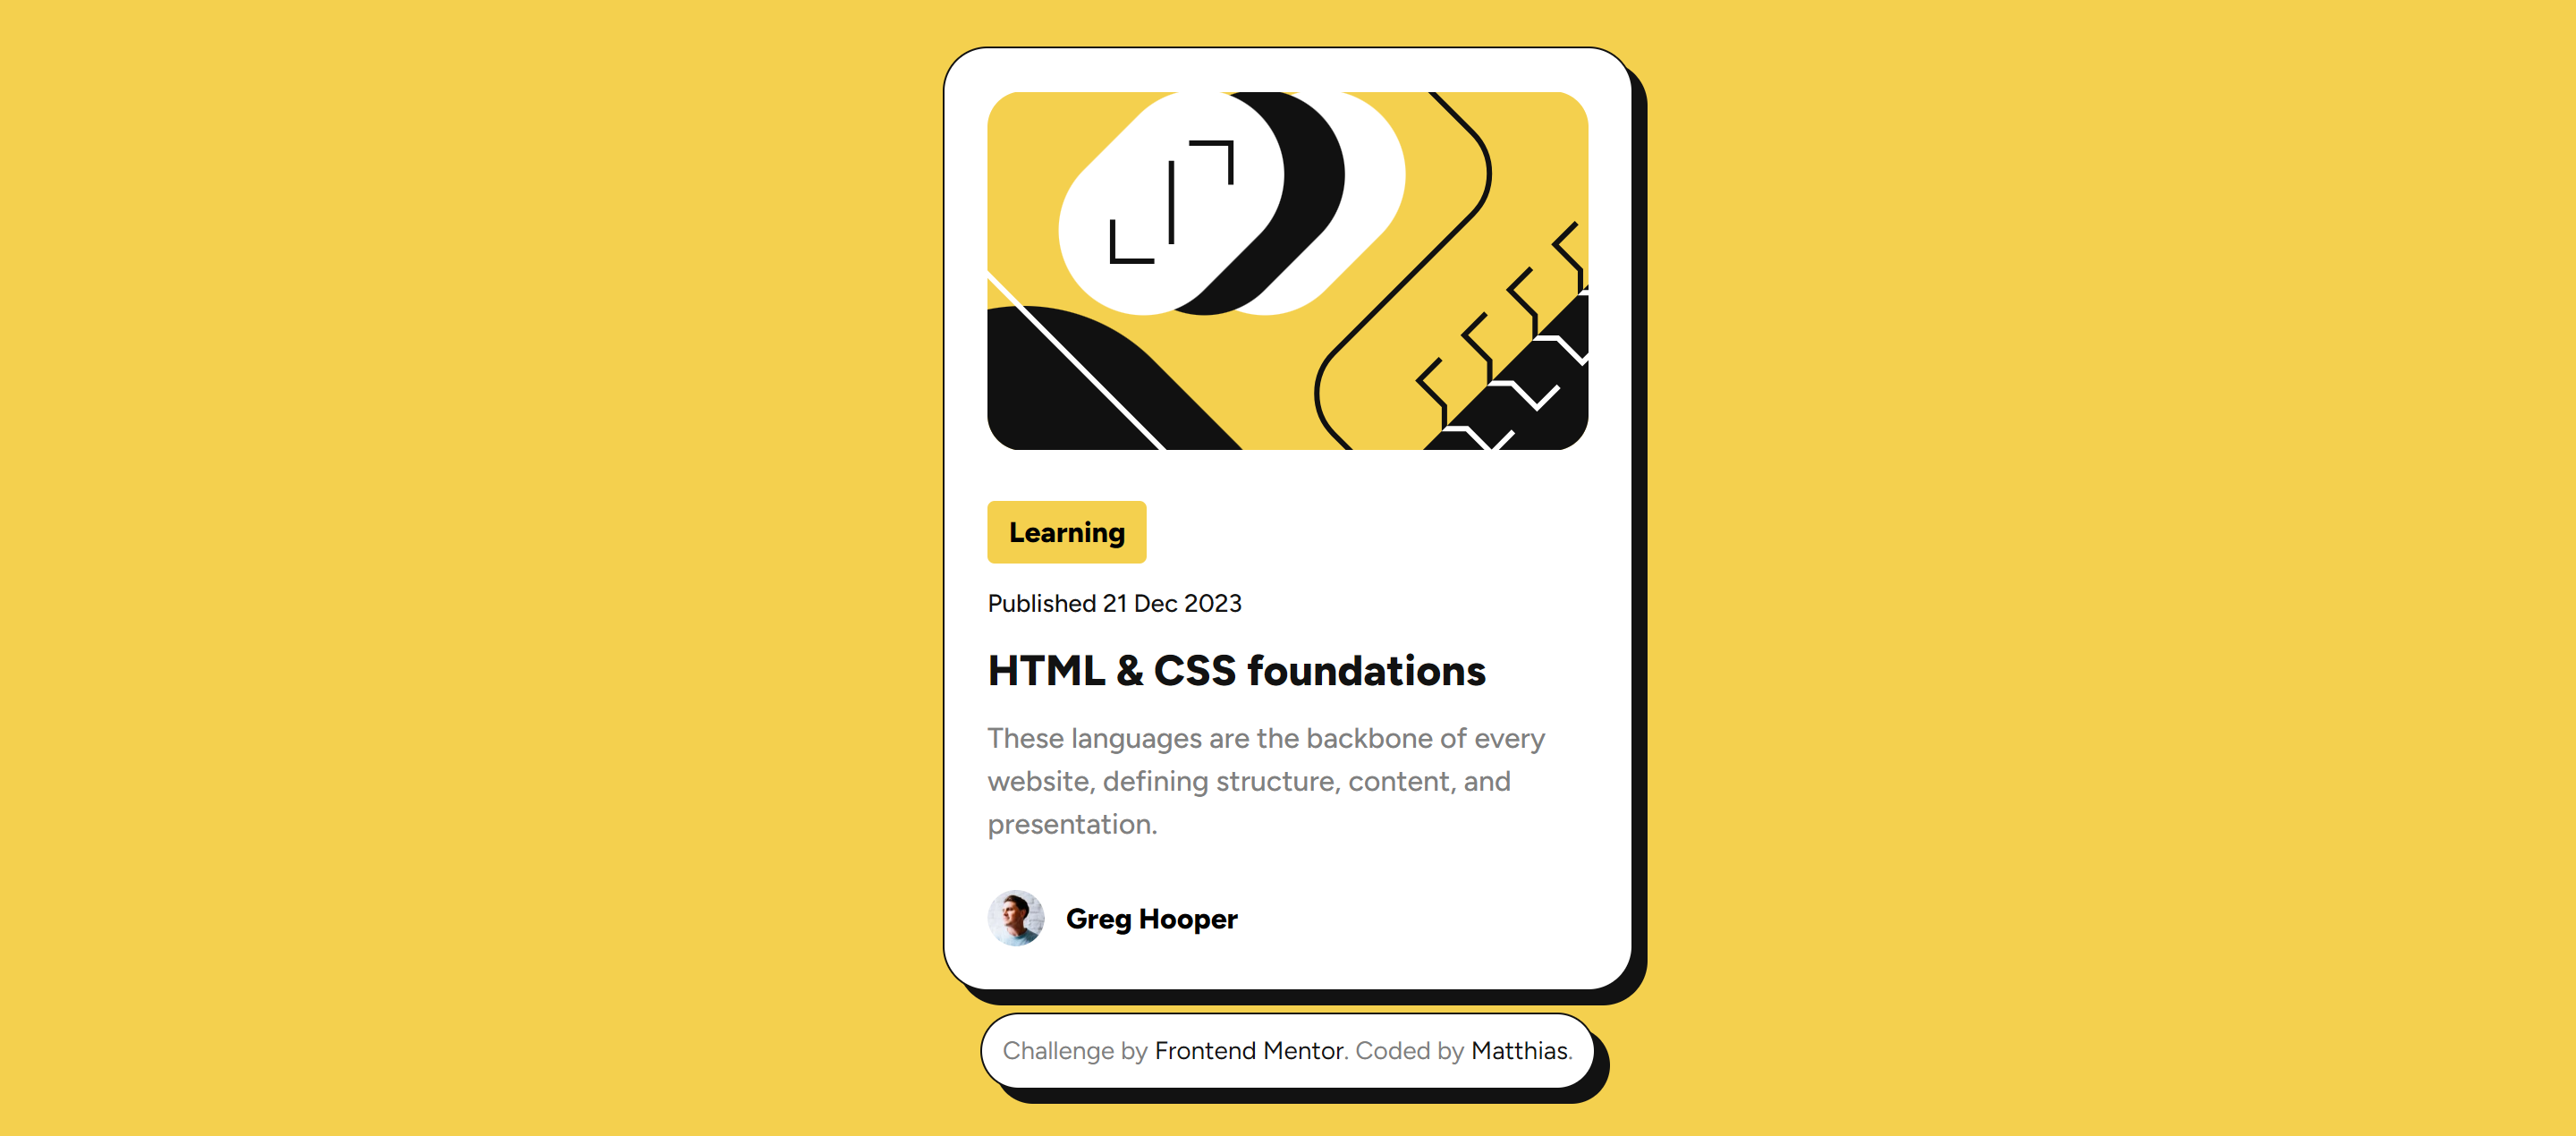 Learning
Published 21 Dec 2023
HTML & CSS foundations
These languages are the backbone of every
website, defining structure, content, and
presentation.
Greg Hooper
Challenge by Frontend Mentor. Coded by Matthias.